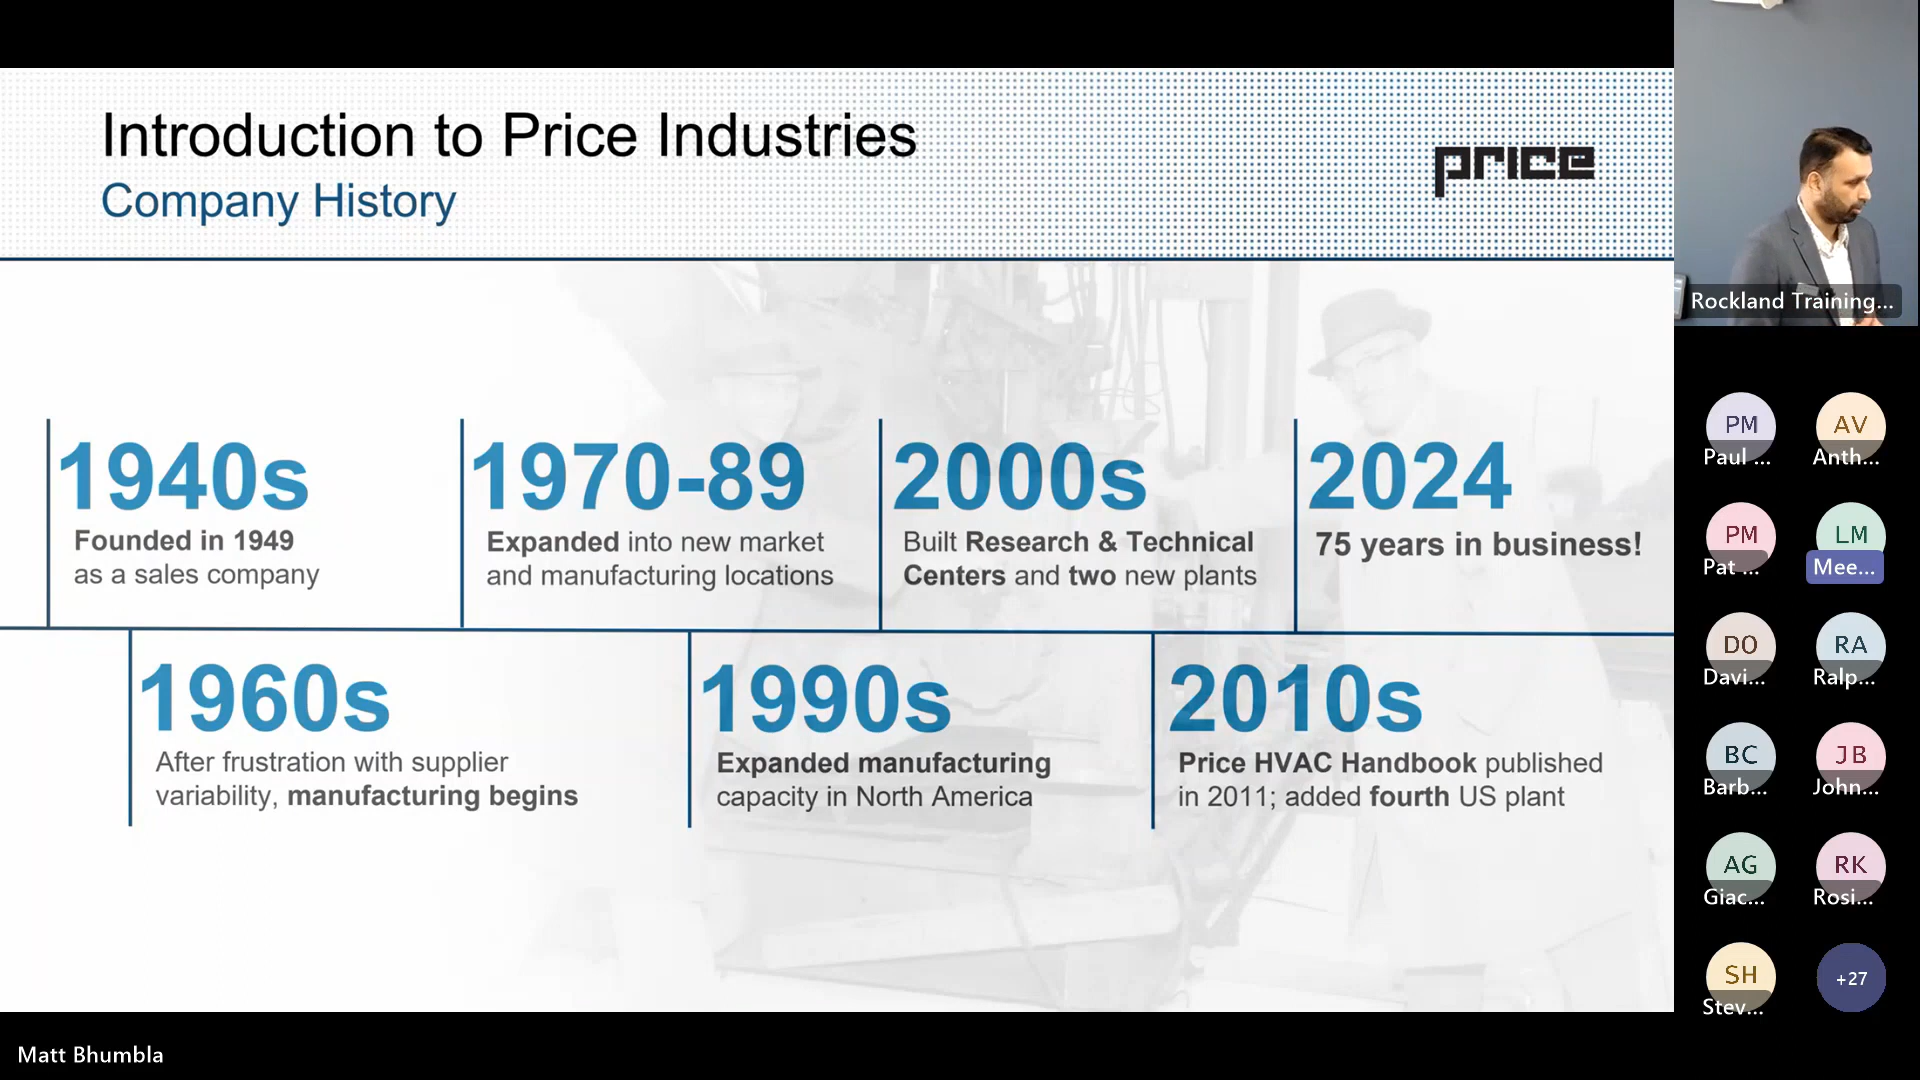 Introduction to Price Industries
Company History
price
1940s
Founded in 1949
as a sales company
1970-89
Expanded into new market
and manufacturing locations
2000s
Built Research & Technical
Centers and two new plants
2024
75 years in business!
1960s
After frustration with supplier
variability, manufacturing begins
1990s
Expanded manufacturing
capacity in North America
2010s
Price HVAC Handbook published
in 2011; added fourth US plant
Rockland Training...
PM
Paul ...
AV
Anth...
PM
Pat ...
LM
Mee...
DO
Davi...
RA
Ralp...
BC
Barb...
JB
John...
AG
Giac...
RK
Rosi...
SH
Stev...
+27
Matt Bhumbla